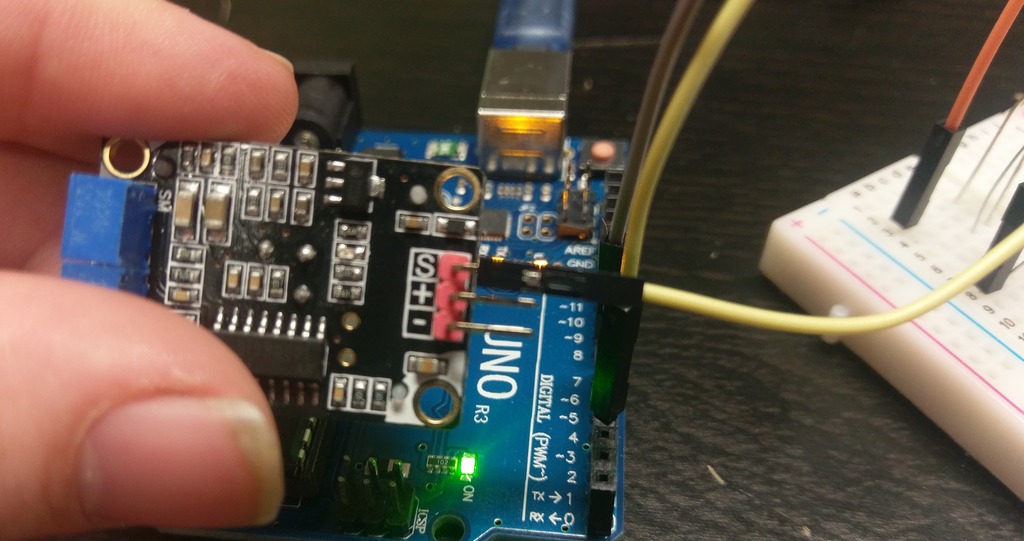 S
+
-
AREF
GND
~11
~10
~9
8
7
~6
~5
4
~3
2
TX→1
RX←0
DIGITAL (PWM~)
UNO
R3
ON
ICSP
+